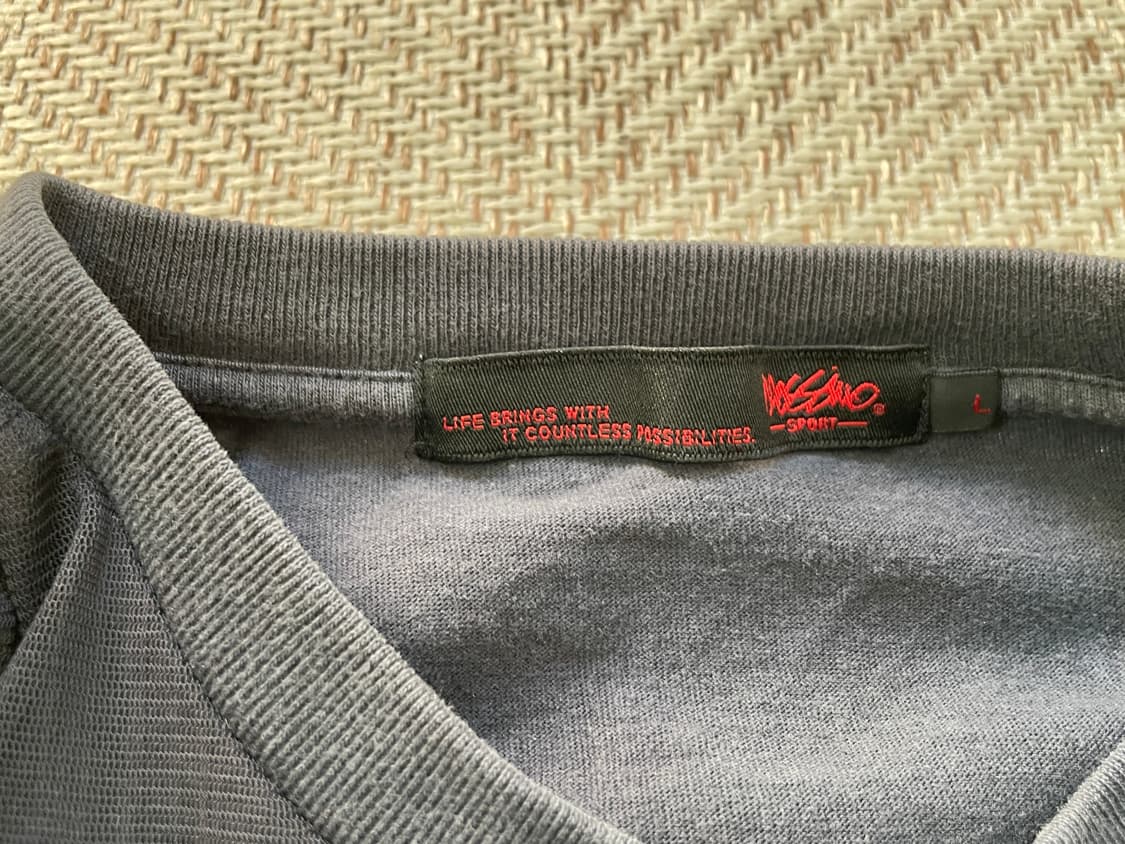 LIFE BRINGS WITH
IT COUNTLESS POSSIBILITIES.
Mossimo®
SPORT
L